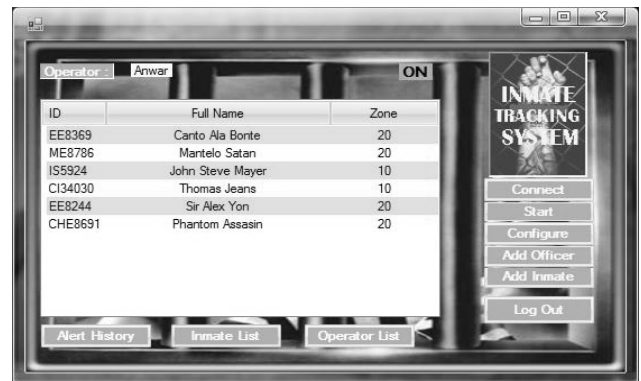 Operator : Anwar ON
ID Full Name Zone
EE8369 Canto Ala Bonte 20
ME8786 Mantelo Satan 20
IS5924 John Steve Mayer 10
CI34030 Thomas Jeans 10
EE8244 Sir Alex Yon 20
CHE8691 Phantom Assasin 20
INMATE
TRACKING
SYSTEM
Connect
Start
Configure
Add Officer
Add Inmate
Log Out
Alert History Inmate List Operator List